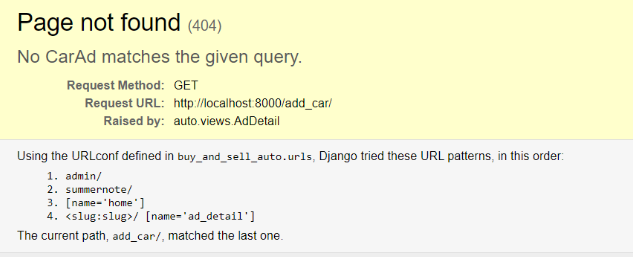 Page not found (404)
No CarAd matches the given query.
Request Method: GET
Request URL: http://localhost:8000/add_car/
Raised by: auto.views.AdDetail
Using the URLconf defined in buy_and_sell_auto.urls, Django tried these URL patterns, in this order:
1. admin/
2. summernote/
3. [name='home']
4. <slug:slug>/ [name='ad_detail']
The current path, add_car/, matched the last one.